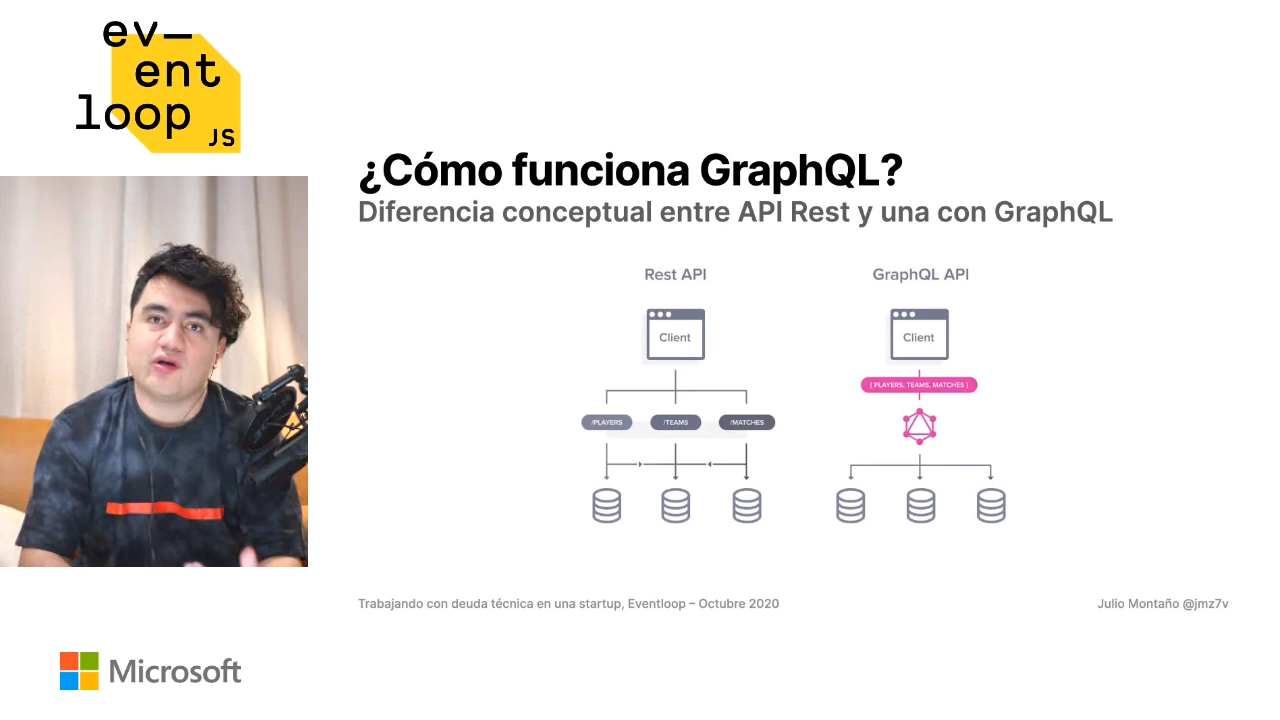 ev—
ent
loop
JS
¿Cómo funciona GraphQL?
Diferencia conceptual entre API Rest y una con GraphQL
Rest API
GraphQL API
Client
Client
{ PLAYERS, TEAMS, MATCHES }
/PLAYERS
/TEAMS
/MATCHES
Trabajando con deuda técnica en una startup, Eventloop – Octubre 2020
Julio Montaño @jmz7v
Microsoft